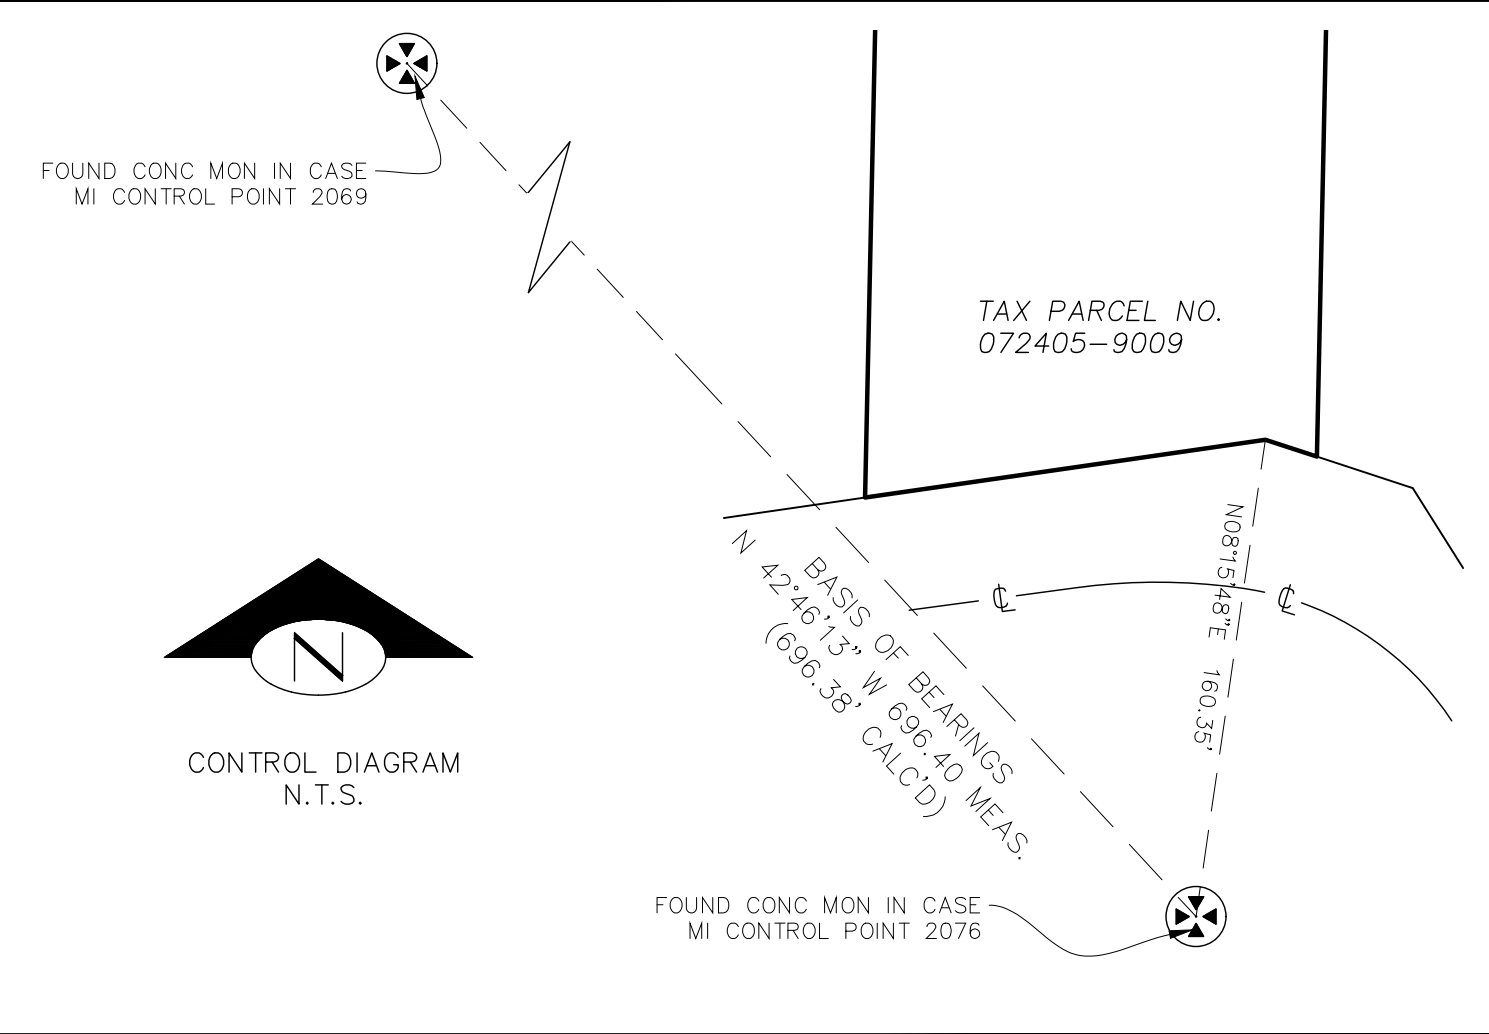 FOUND CONC MON IN CASE
MI CONTROL POINT 2069
TAX PARCEL NO.
072405-9009
N08°15'48"E 160.35'
BASIS OF BEARINGS
N 42°46'13" W 696.40 MEAS.
(696.38' CALC'D)
℄
℄
N
CONTROL DIAGRAM
N.T.S.
FOUND CONC MON IN CASE
MI CONTROL POINT 2076